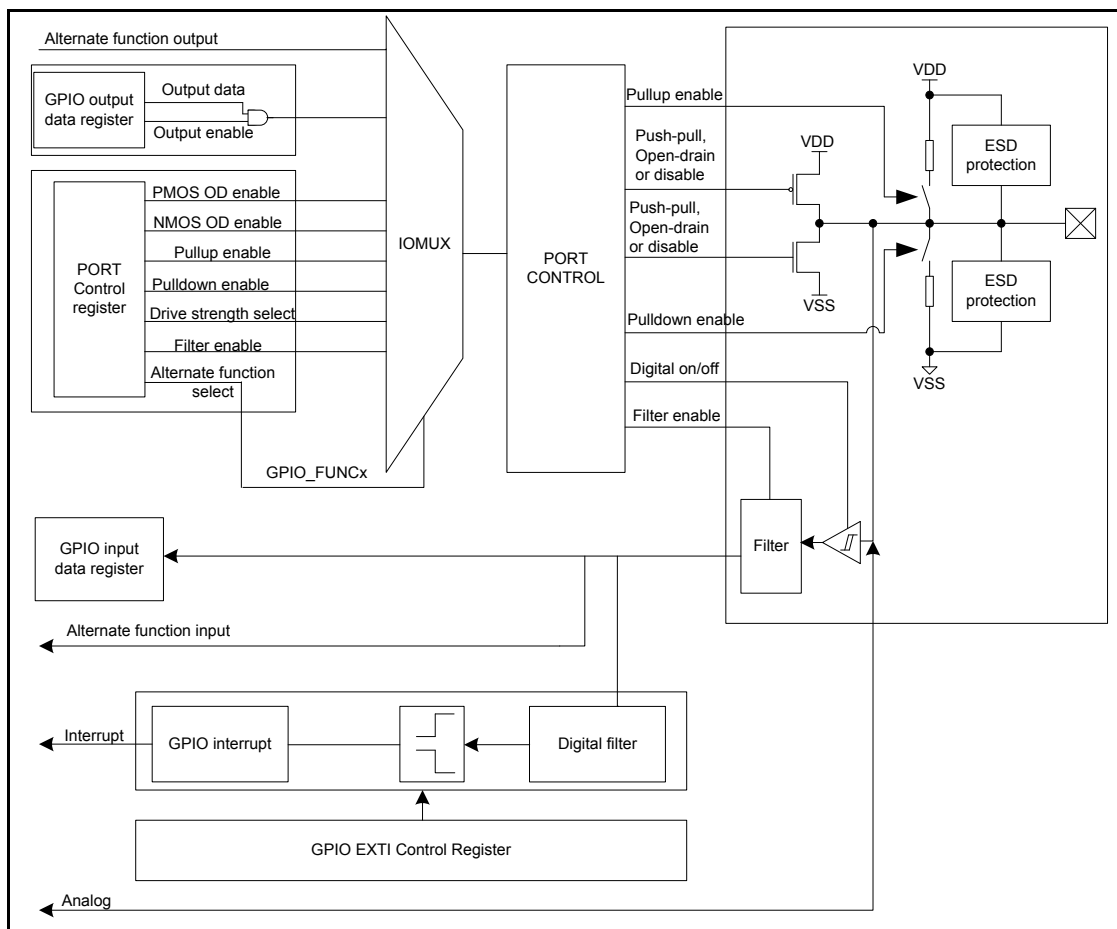 Alternate function output
GPIO output
data register
Output data
Output enable
PORT
Control
register
PMOS OD enable
NMOS OD enable
Pullup enable
Pulldown enable
Drive strength select
Filter enable
Alternate function
select
GPIO_FUNCx
IOMUX
PORT
CONTROL
Pullup enable
Push-pull,
Open-drain
or disable
Push-pull,
Open-drain
or disable
Pulldown enable
Digital on/off
Filter enable
VDD
VSS
VDD
ESD
protection
ESD
protection
VSS
Filter
GPIO input
data register
Alternate function input
Interrupt
GPIO interrupt
Digital filter
GPIO EXTI Control Register
Analog